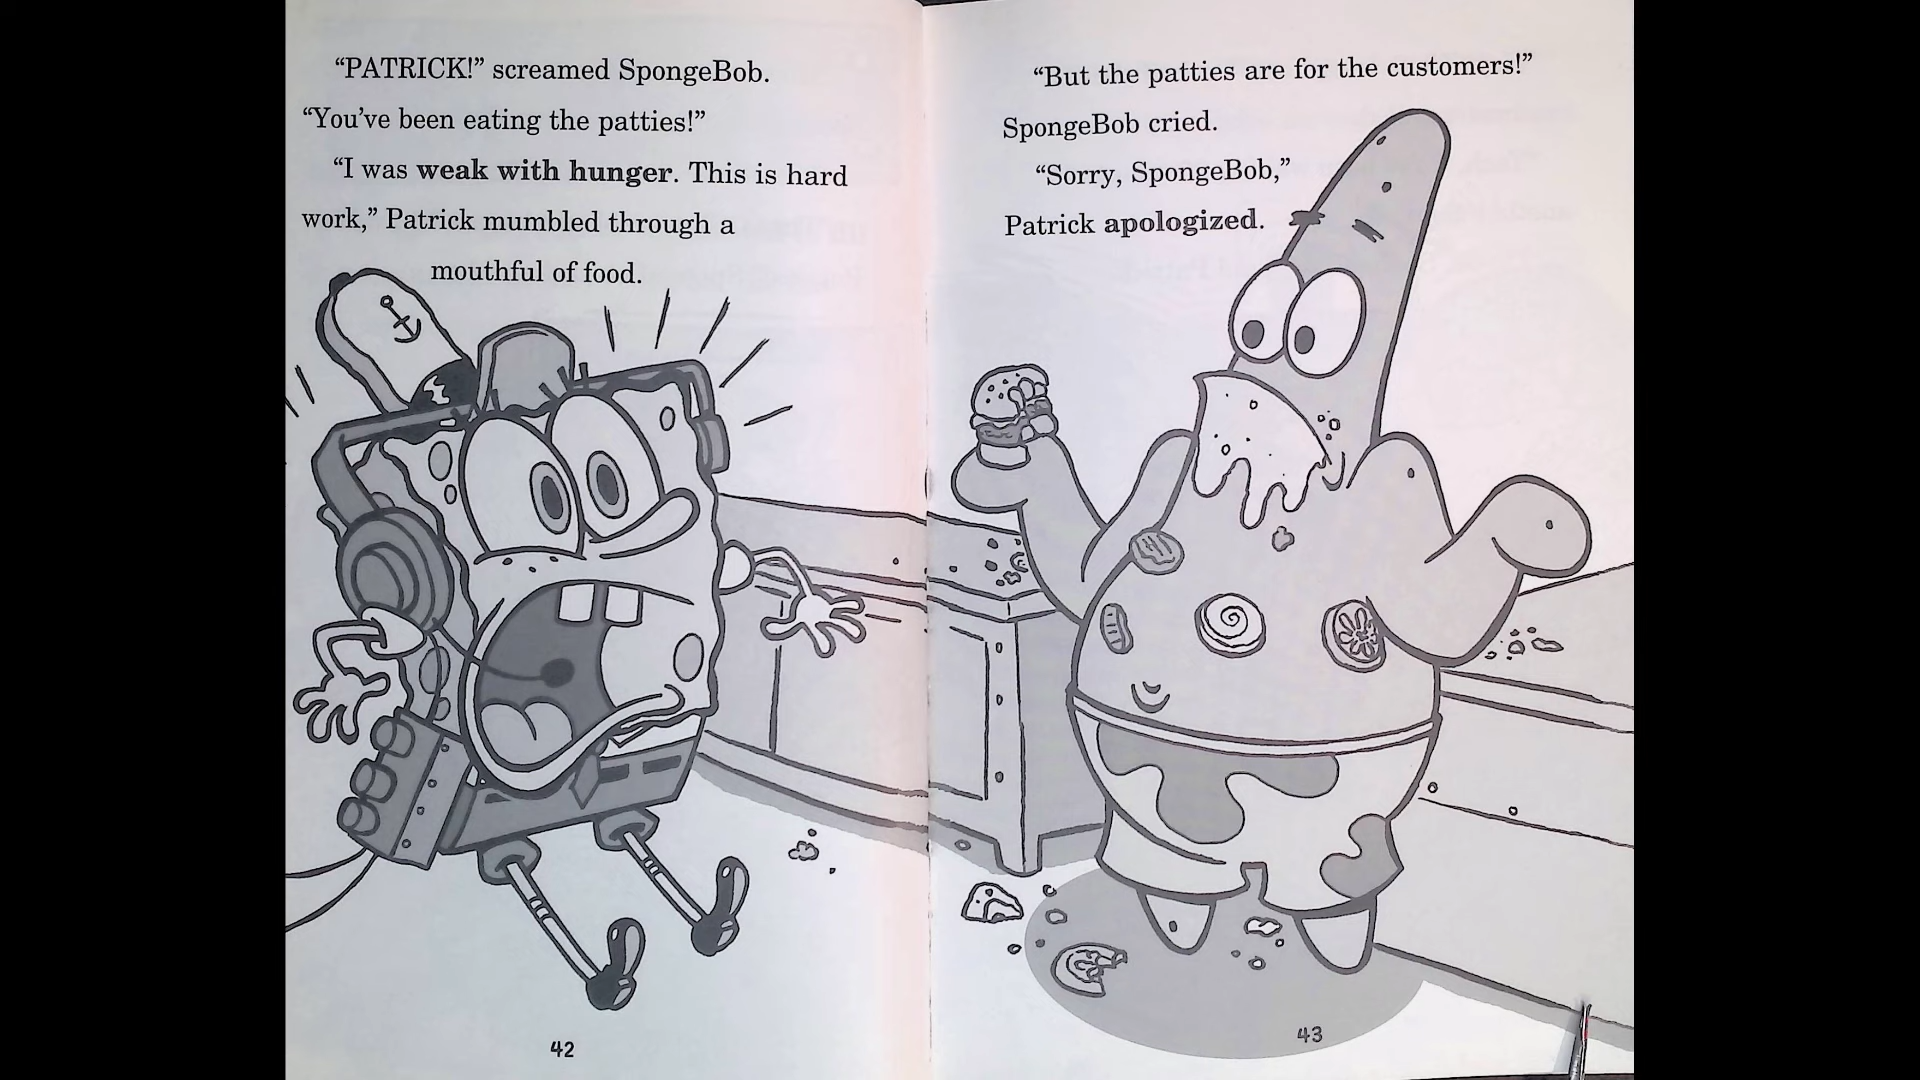 “PATRICK!” screamed SpongeBob.
“You’ve been eating the patties!”
“I was weak with hunger. This is hard
work,” Patrick mumbled through a
mouthful of food.
42
“But the patties are for the customers!”
SpongeBob cried.
“Sorry, SpongeBob,”
Patrick apologized.
43